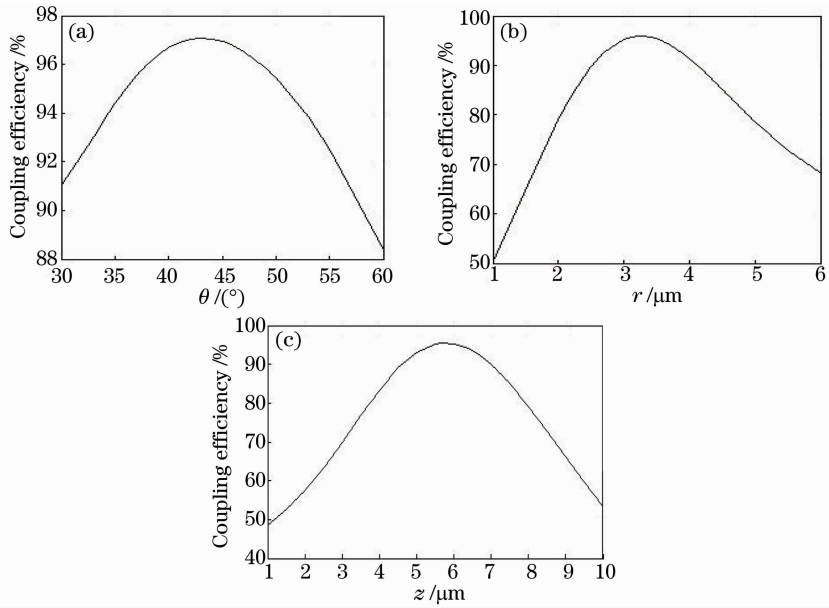 (a)
Coupling efficiency /%
98
96
94
92
90
88
30 35 40 45 50 55 60
θ /(°)
(b)
Coupling efficiency /%
100
90
80
70
60
50
1 2 3 4 5 6
r /μm
(c)
Coupling efficiency /%
100
90
80
70
60
50
40
1 2 3 4 5 6 7 8 9 10
z /μm